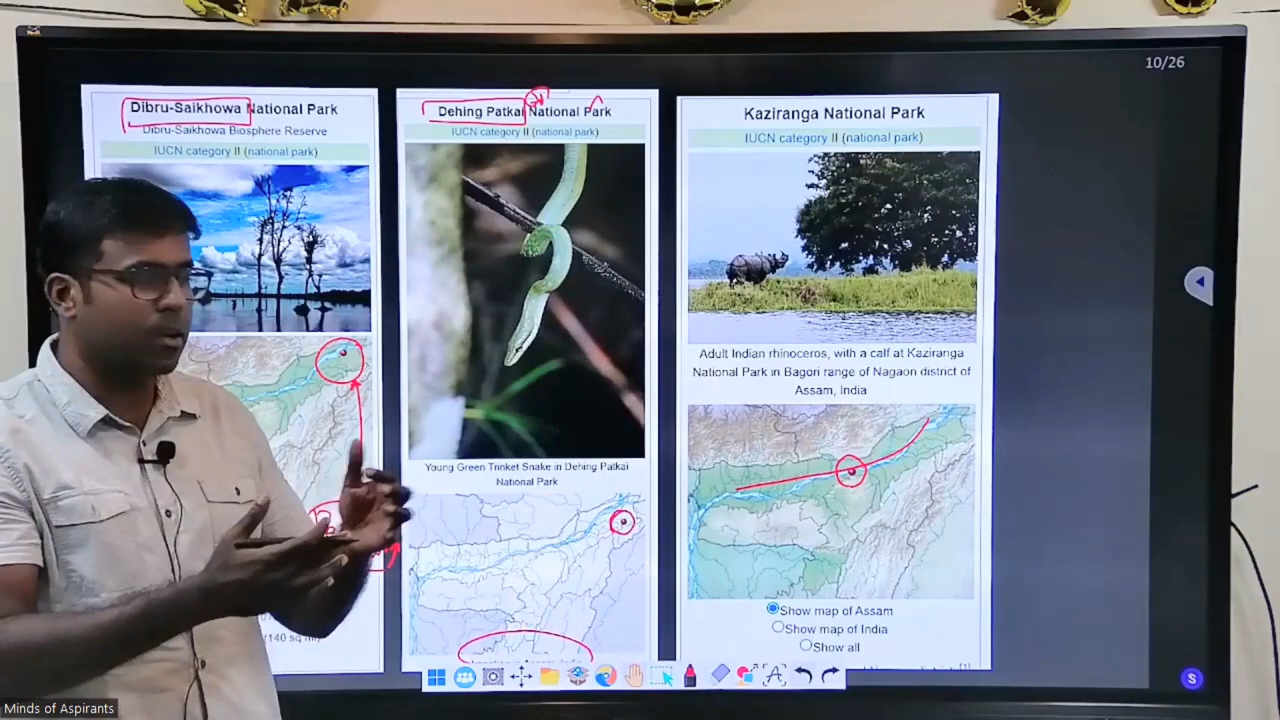 10/26
Dibru-Saikhowa National Park
Dibru-Saikhowa Biosphere Reserve
IUCN category II (national park)
(140 sq mi)
Dehing Patkai National Park
IUCN category II (national park)
Young Green Trinket Snake in Dehing Patkai
National Park
Kaziranga National Park
IUCN category II (national park)
Adult Indian rhinoceros, with a calf at Kaziranga
National Park in Bagori range of Nagaon district of
Assam, India
Show map of Assam
Show map of India
Show all
A
S
Minds of Aspirants